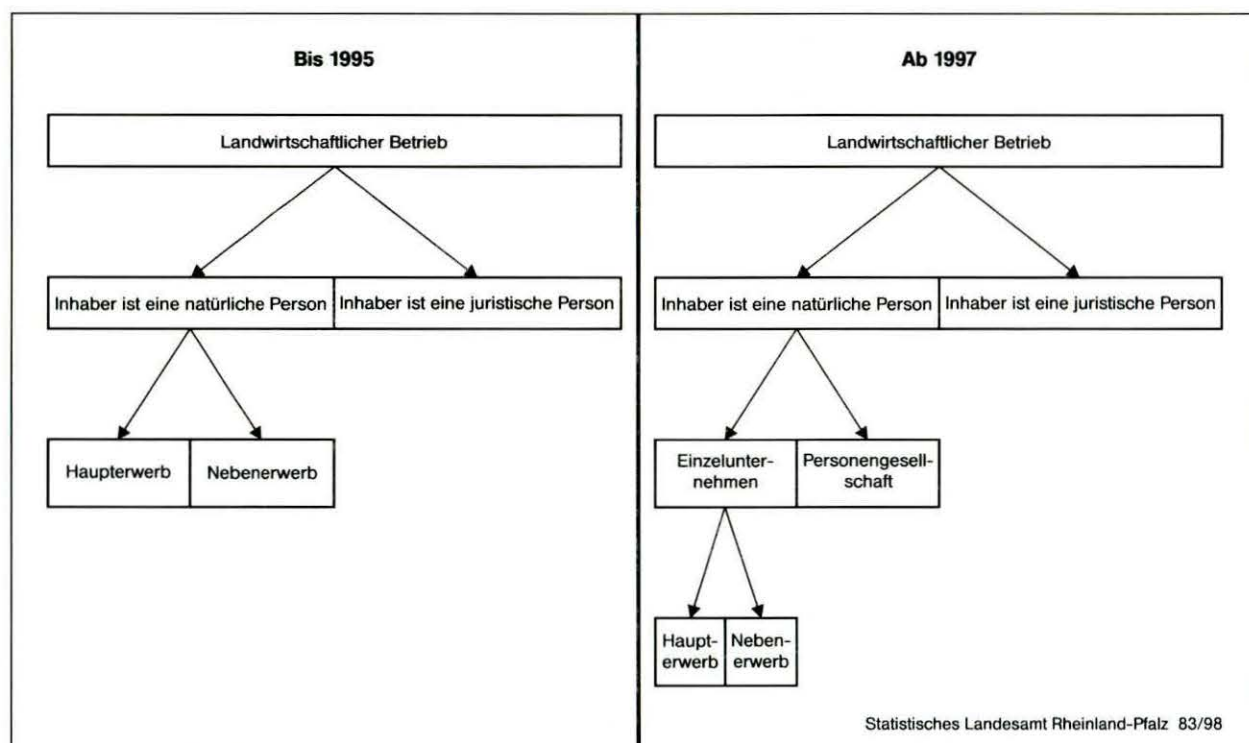 Bis 1995
Landwirtschaftlicher Betrieb
Inhaber ist eine natürliche Person
Inhaber ist eine juristische Person
Haupterwerb
Nebenerwerb
Ab 1997
Landwirtschaftlicher Betrieb
Inhaber ist eine natürliche Person
Inhaber ist eine juristische Person
Einzelunter-
nehmen
Personengesell-
schaft
Haupt-
erwerb
Neben-
erwerb
Statistisches Landesamt Rheinland-Pfalz 83/98